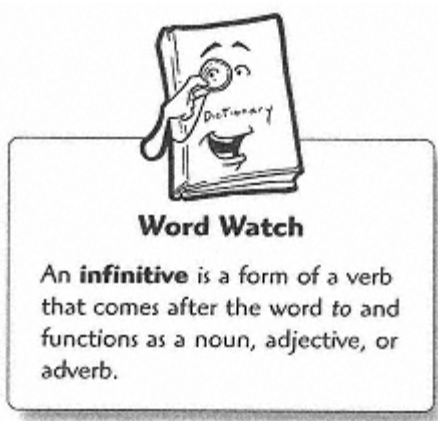 Dictionary
Word Watch
An infinitive is a form of a verb
that comes after the word to and
functions as a noun, adjective, or
adverb.